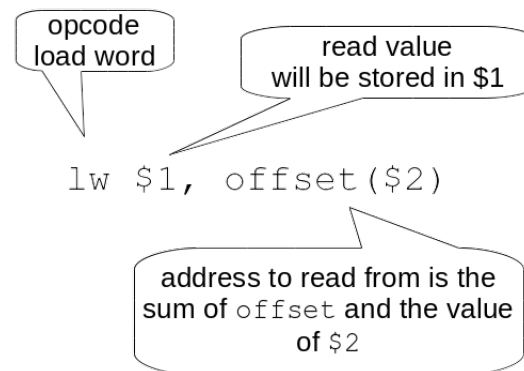 opcode
load word
read value
will be stored in $1
lw $1, offset($2)
address to read from is the
sum of offset and the value
of $2